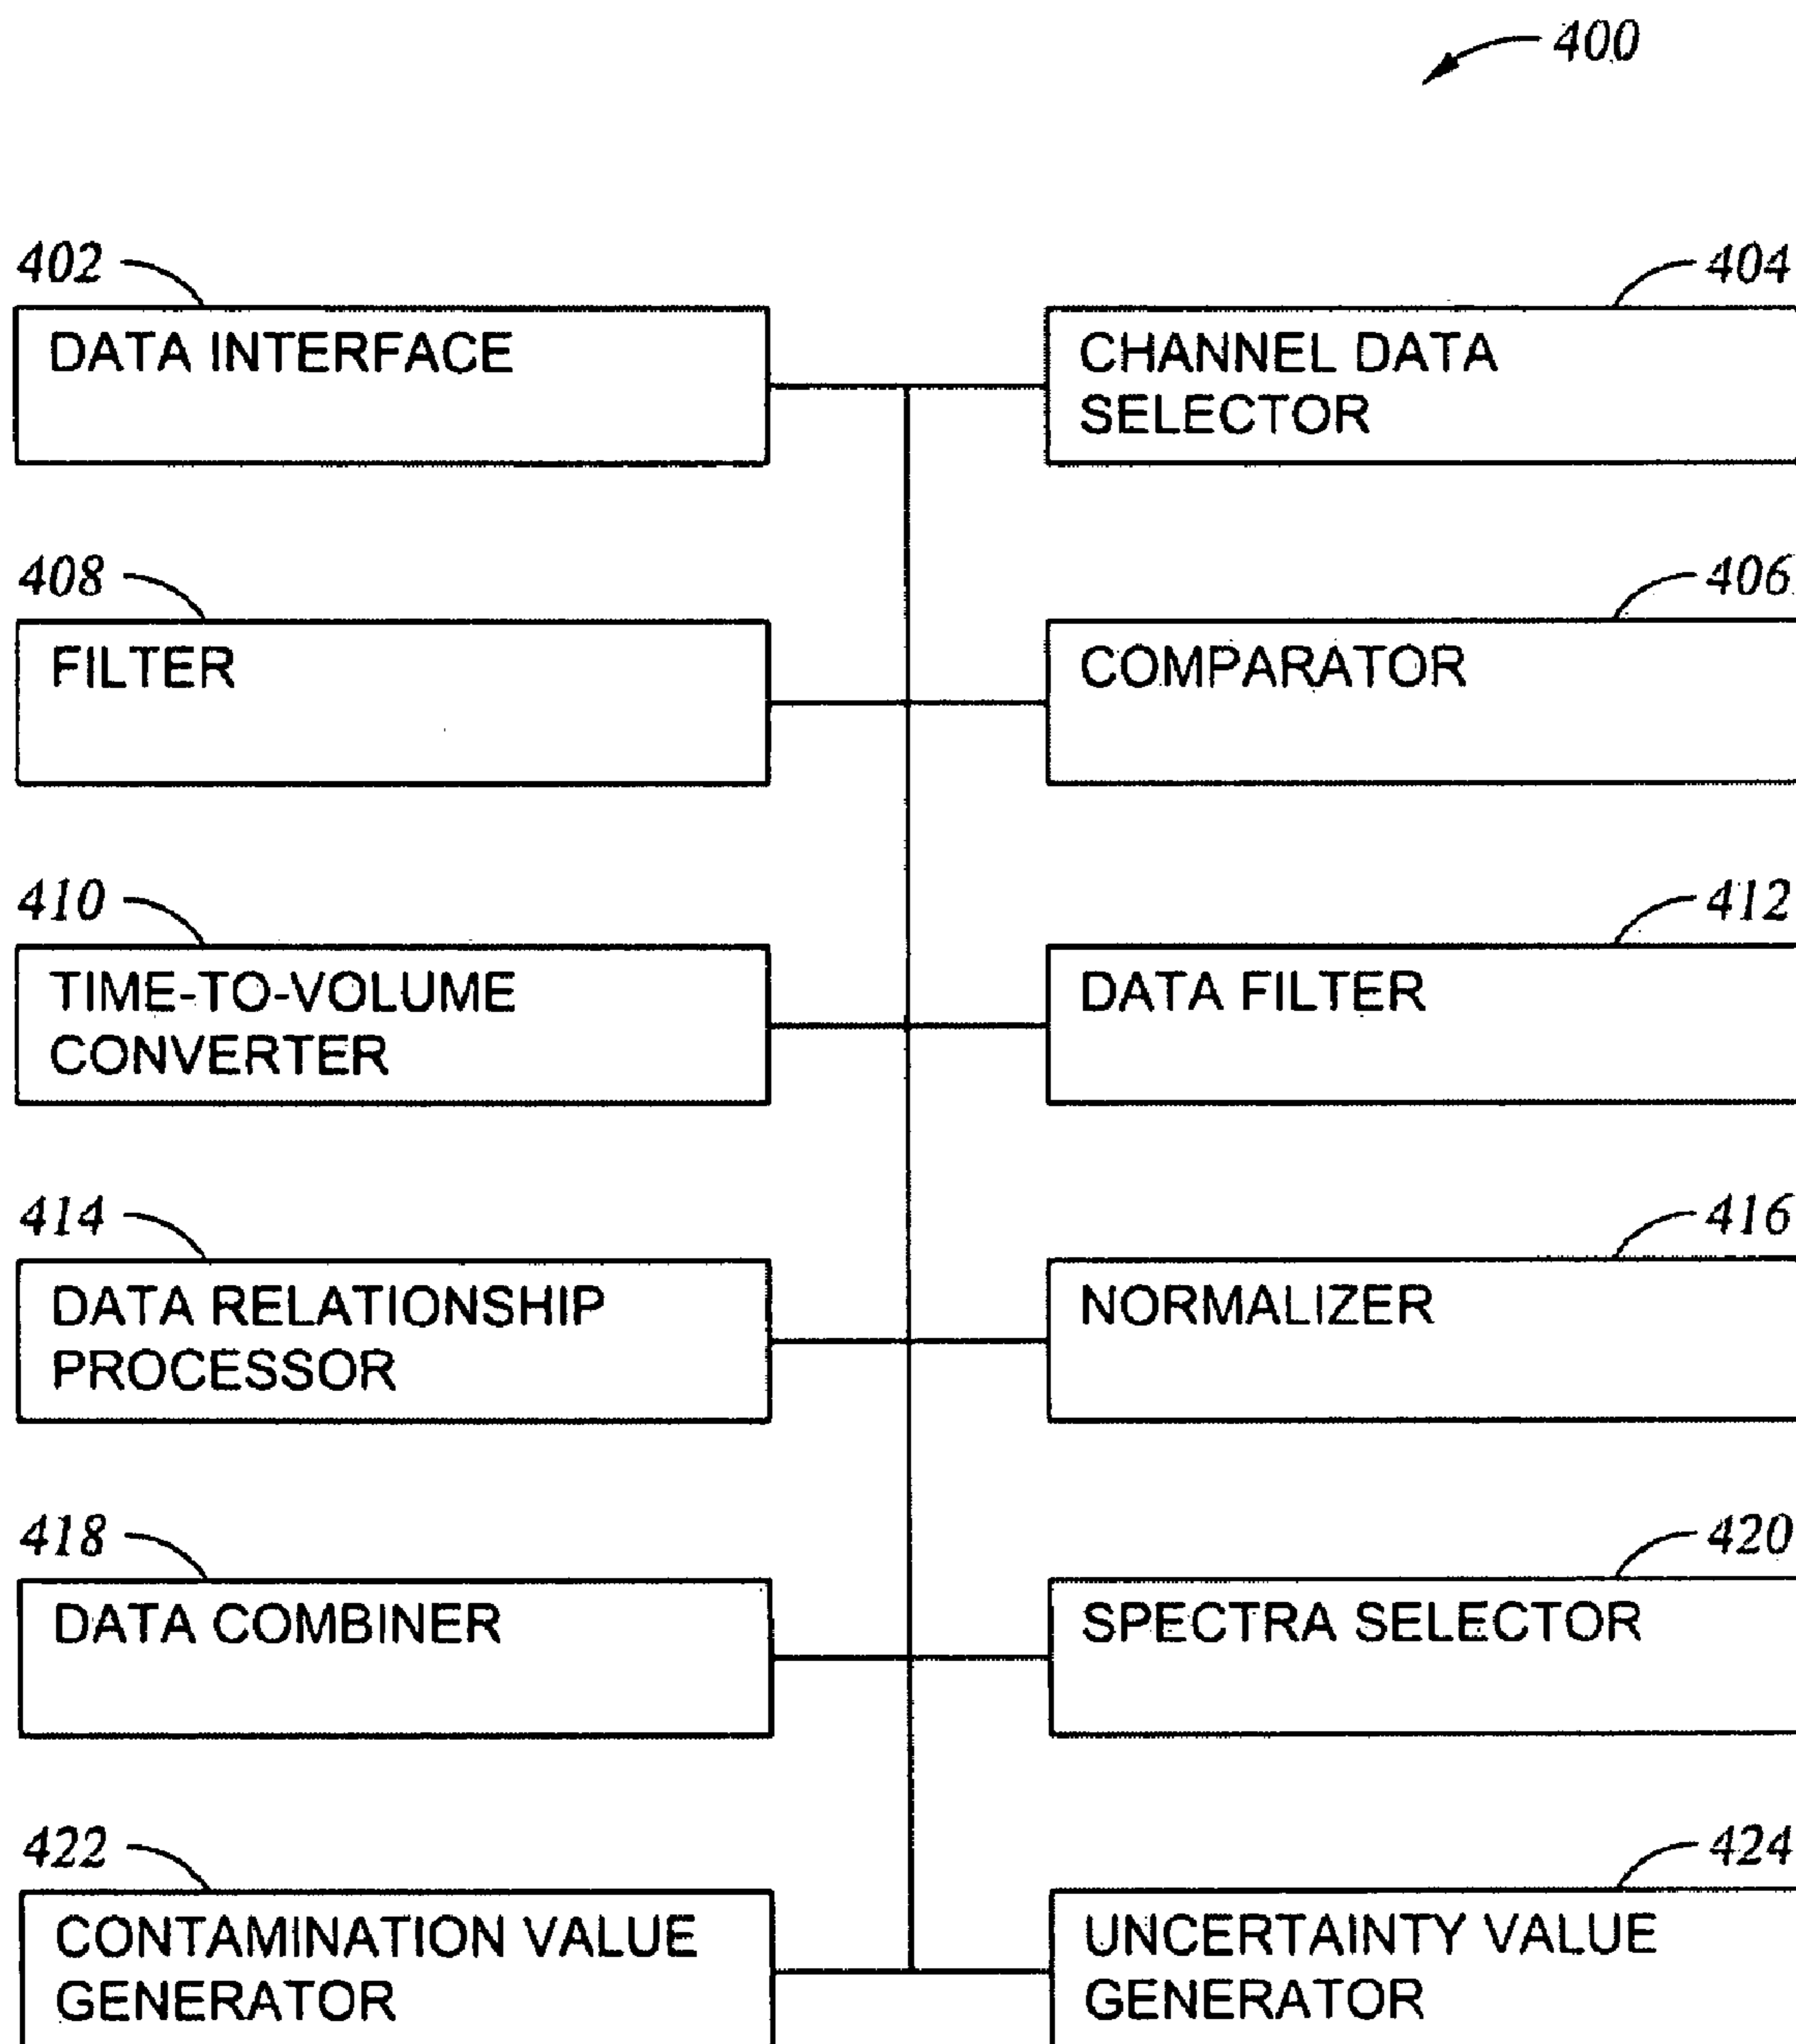 400
402
404
DATA INTERFACE
CHANNEL DATA
SELECTOR
408
406
FILTER
COMPARATOR
410
412
TIME-TO-VOLUME
CONVERTER
DATA FILTER
414
416
DATA RELATIONSHIP
PROCESSOR
NORMALIZER
418
420
DATA COMBINER
SPECTRA SELECTOR
422
424
CONTAMINATION VALUE
GENERATOR
UNCERTAINTY VALUE
GENERATOR